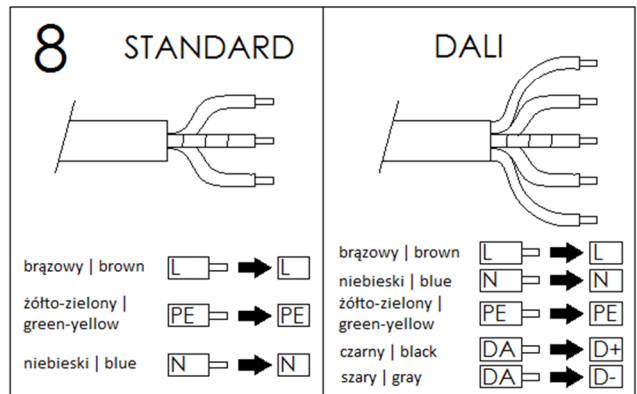 8 STANDARD
brązowy | brown L L
żółto-zielony |
green-yellow PE PE
niebieski | blue N N
DALI
brązowy | brown L L
niebieski | blue N N
żółto-zielony |
green-yellow PE PE
czarny | black DA D+
szary | gray DA D-